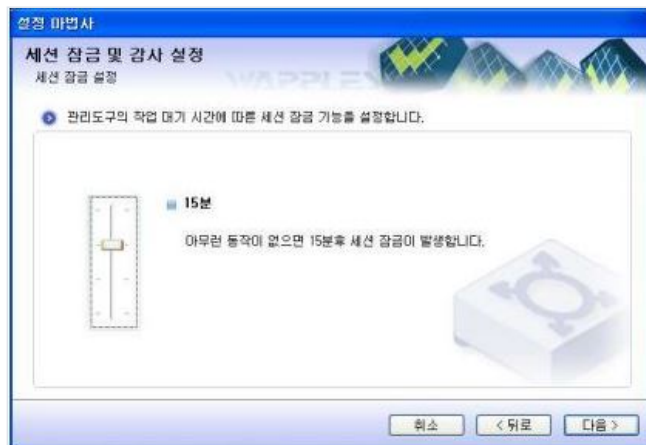 설정 마법사
세션 잠금 및 감사 설정
세션 잠금 설정
WAPPLES
관리도구의 작업 대기 시간에 따른 세션 잠금 기능를 설정합니다.
15분
아무런 동작이 없으면 15분후 세션 잠금이 발생합니다.
취소
< 뒤로
다음 >